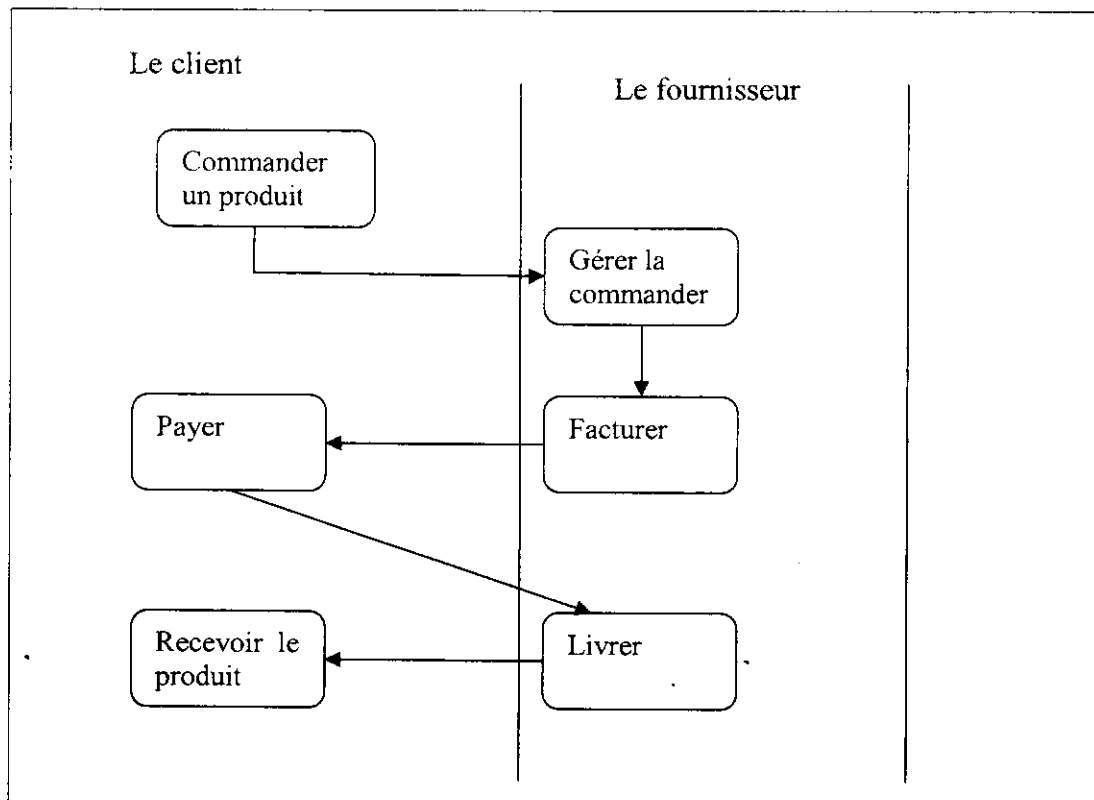 Le client
Le fournisseur
Commander
un produit
Gérer la
commander
Payer
Facturer
Recevoir le
produit
Livrer